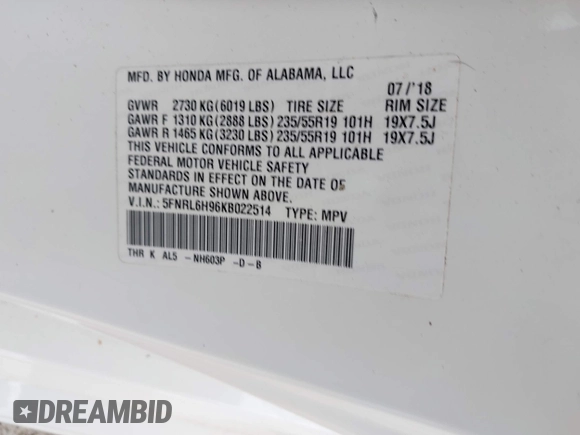 MFD. BY HONDA MFG. OF ALABAMA, LLC
07/'18
GVWR 2730 KG(6019 LBS) TIRE SIZE RIM SIZE
GAWR F 1310 KG(2888 LBS) 235/55R19 101H 19X7.5J
GAWR R 1465 KG(3230 LBS) 235/55R19 101H 19X7.5J
THIS VEHICLE CONFORMS TO ALL APPLICABLE
FEDERAL MOTOR VEHICLE SAFETY
STANDARDS IN EFFECT ON THE DATE OF
MANUFACTURE SHOWN ABOVE.
V.I.N.: 5FNRL6H96KB022514 TYPE: MPV
THR K AL5 -NH603P -D-B
DREAMBID